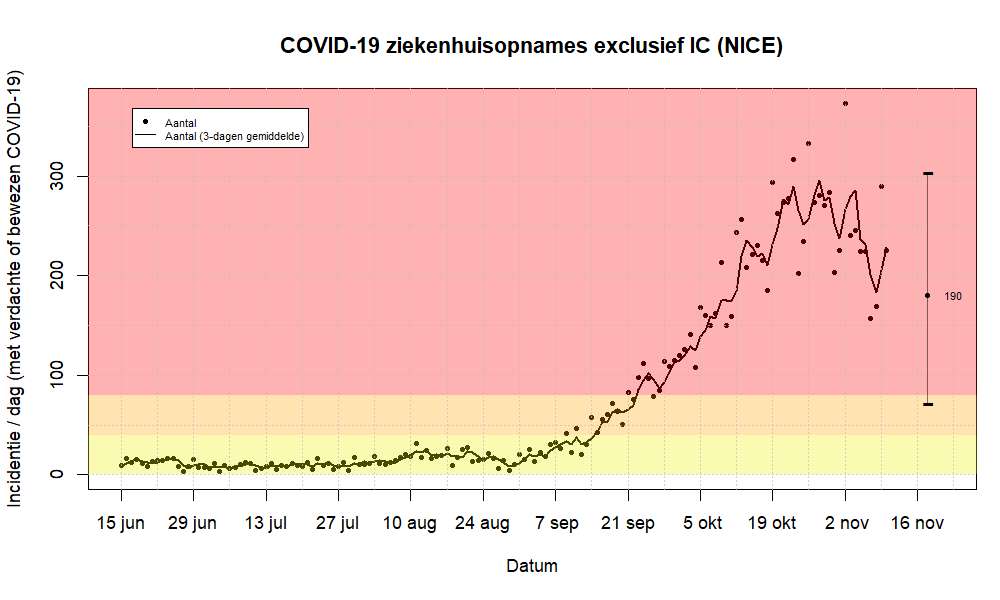 COVID-19 ziekenhuisopnames exclusief IC (NICE)
Incidentie / dag (met verdachte of bewezen COVID-19)
Aantal
Aantal (3-dagen gemiddelde)
300
200
100
0
190
15 jun 29 jun 13 jul 27 jul 10 aug 24 aug 7 sep 21 sep 5 okt 19 okt 2 nov 16 nov
Datum